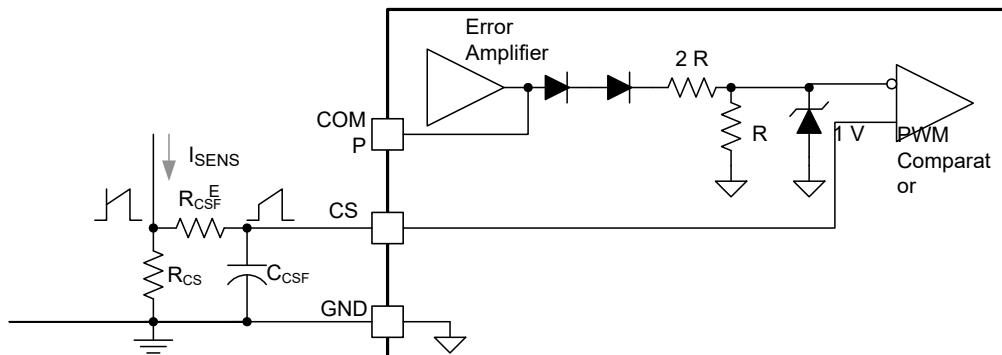 Error
Amplifier
2 R
COM
P
R
1 V
PWM
Comparat
or
ISENS
E
RCSF
CS
RCS
CCSF
GND